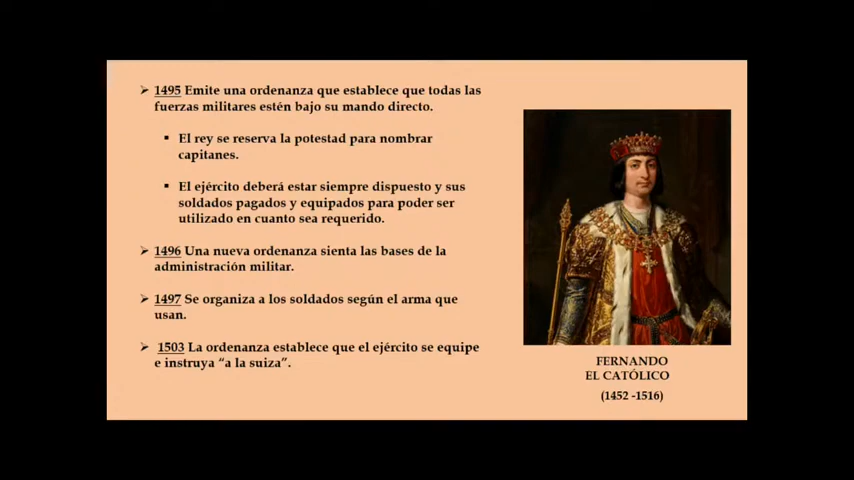 1495 Emite una ordenanza que establece que todas las
fuerzas militares estén bajo su mando directo.
El rey se reserva la potestad para nombrar
capitanes.
El ejército deberá estar siempre dispuesto y sus
soldados pagados y equipados para poder ser
utilizado en cuanto sea requerido.
1496 Una nueva ordenanza sienta las bases de la
administración militar.
1497 Se organiza a los soldados según el arma que
usan.
1503 La ordenanza establece que el ejército se equipe
e instruya “a la suiza”.
FERNANDO
EL CATÓLICO
(1452 -1516)